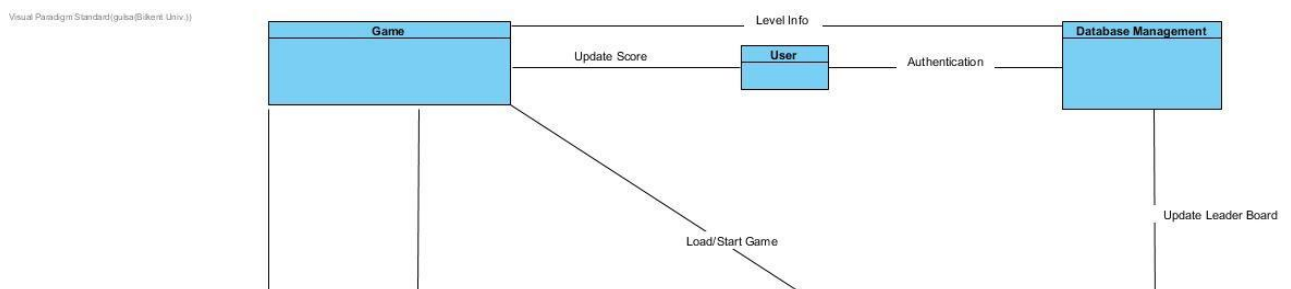 Visual Paradigm Standard(gulsa(Bilkent Univ.))
Level Info
Game
Database Management
Update Score
User
Authentication
Update Leader Board
Load/Start Game